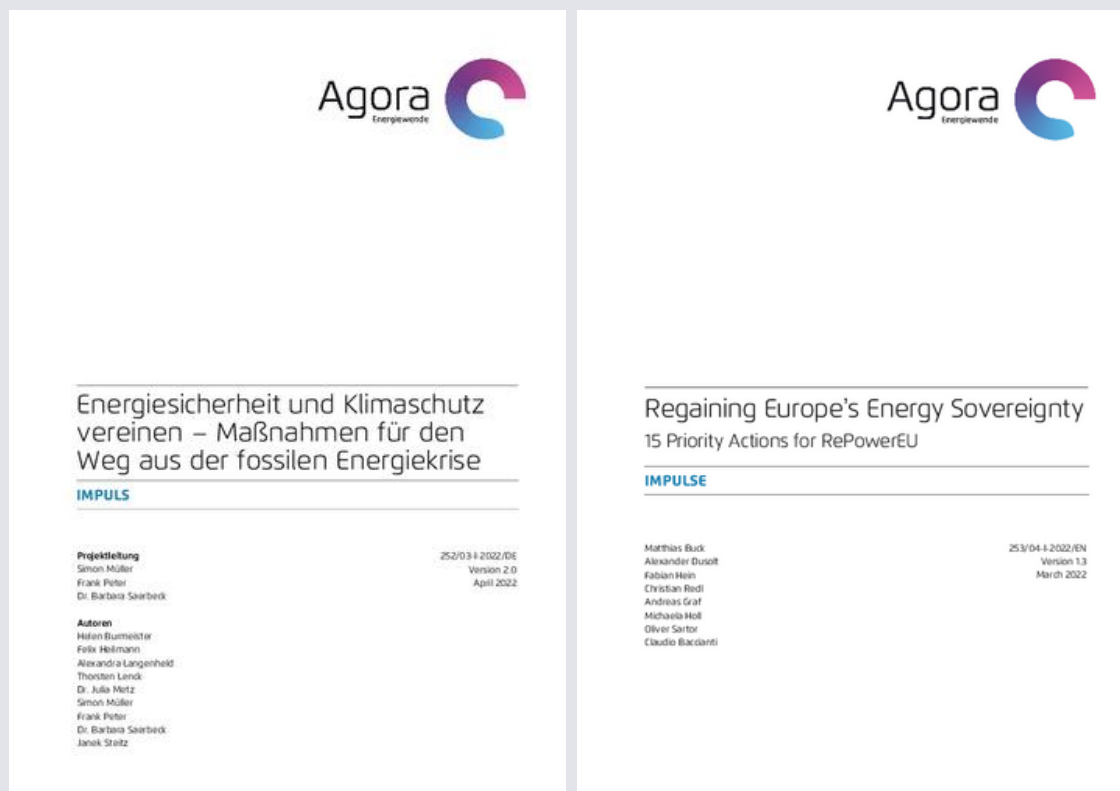 Agora
Energiewende
Energiesicherheit und Klimaschutz
vereinen – Maßnahmen für den
Weg aus der fossilen Energiekrise
IMPULS
Projektleitung
Simon Müller
Frank Peter
Dr. Barbara Saerbeck
252/03-I-2022/DE
Version 2.0
April 2022
Autoren
Helen Burmeister
Felix Heilmann
Alexandra Langenheld
Thorsten Lenck
Dr. Julia Metz
Simon Müller
Frank Peter
Dr. Barbara Saerbeck
Janek Steitz
Agora
Energiewende
Regaining Europe’s Energy Sovereignty
15 Priority Actions for RePowerEU
IMPULSE
Matthias Buck
Alexander Dusolt
Fabian Hein
Christian Redl
Andreas Graf
Michaela Holl
Oliver Sartor
Claudio Baccianti
253/04-I-2022/EN
Version 1.3
March 2022